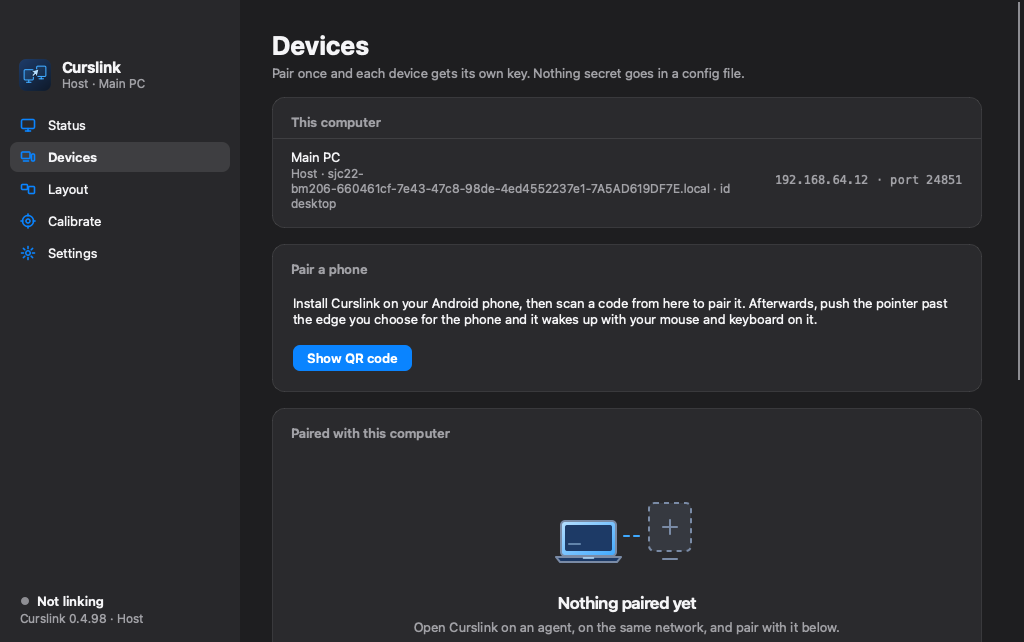 Curslink
Host · Main PC
Status
Devices
Layout
Calibrate
Settings
Not linking
Curslink 0.4.98 · Host
Devices
Pair once and each device gets its own key. Nothing secret goes in a config file.
This computer
Main PC
Host · sjc22-
bm206-660461cf-7e43-47c8-98de-4ed4552237e1-7A5AD619DF7E.local · id
desktop
192.168.64.12 · port 24851
Pair a phone
Install Curslink on your Android phone, then scan a code from here to pair it. Afterwards, push the pointer past
the edge you choose for the phone and it wakes up with your mouse and keyboard on it.
Show QR code
Paired with this computer
Nothing paired yet
Open Curslink on an agent, on the same network, and pair with it below.